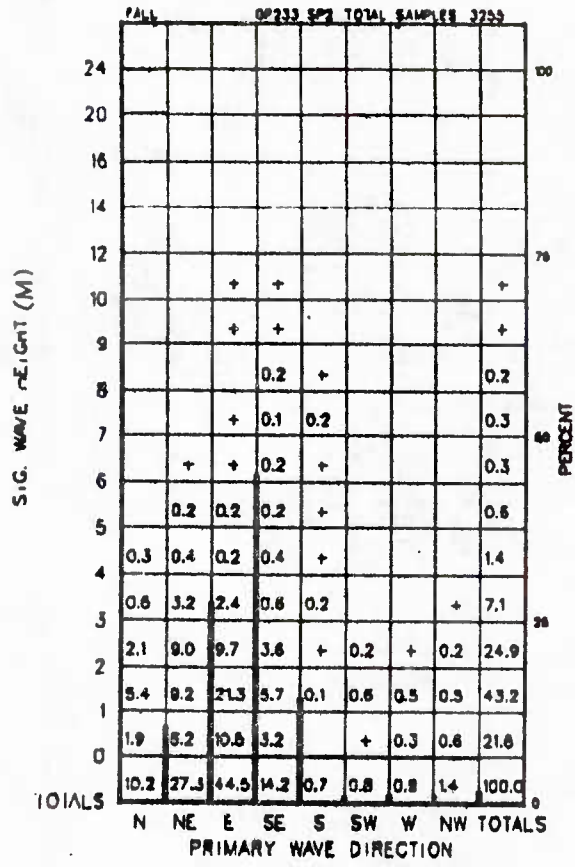 FALL GP233 SP2 TOTAL SAMPLES 3255
24 100
20
16
14
12 75
+ + +
10
+ + +
9
0.2 + 0.2
8
+ 0.1 0.2 0.3
7 50
+ + 0.2 + 0.3
6
0.2 0.2 0.2 + 0.6
5
0.3 0.4 0.2 0.4 + 1.4
4
0.6 3.2 2.4 0.6 0.2 + 7.1
3 25
2.1 9.0 9.7 3.6 + 0.2 + 0.2 24.9
2
5.4 9.2 21.3 5.7 0.1 0.6 0.5 0.5 43.2
1
1.9 5.2 10.8 3.2 + 0.3 0.6 21.8
0
TOTALS 10.2 27.3 44.5 14.2 0.7 0.8 0.8 1.4 100.0 0
N NE E SE S SW W NW TOTALS
PRIMARY WAVE DIRECTION
SIG. WAVE HEIGHT (M)
PERCENT